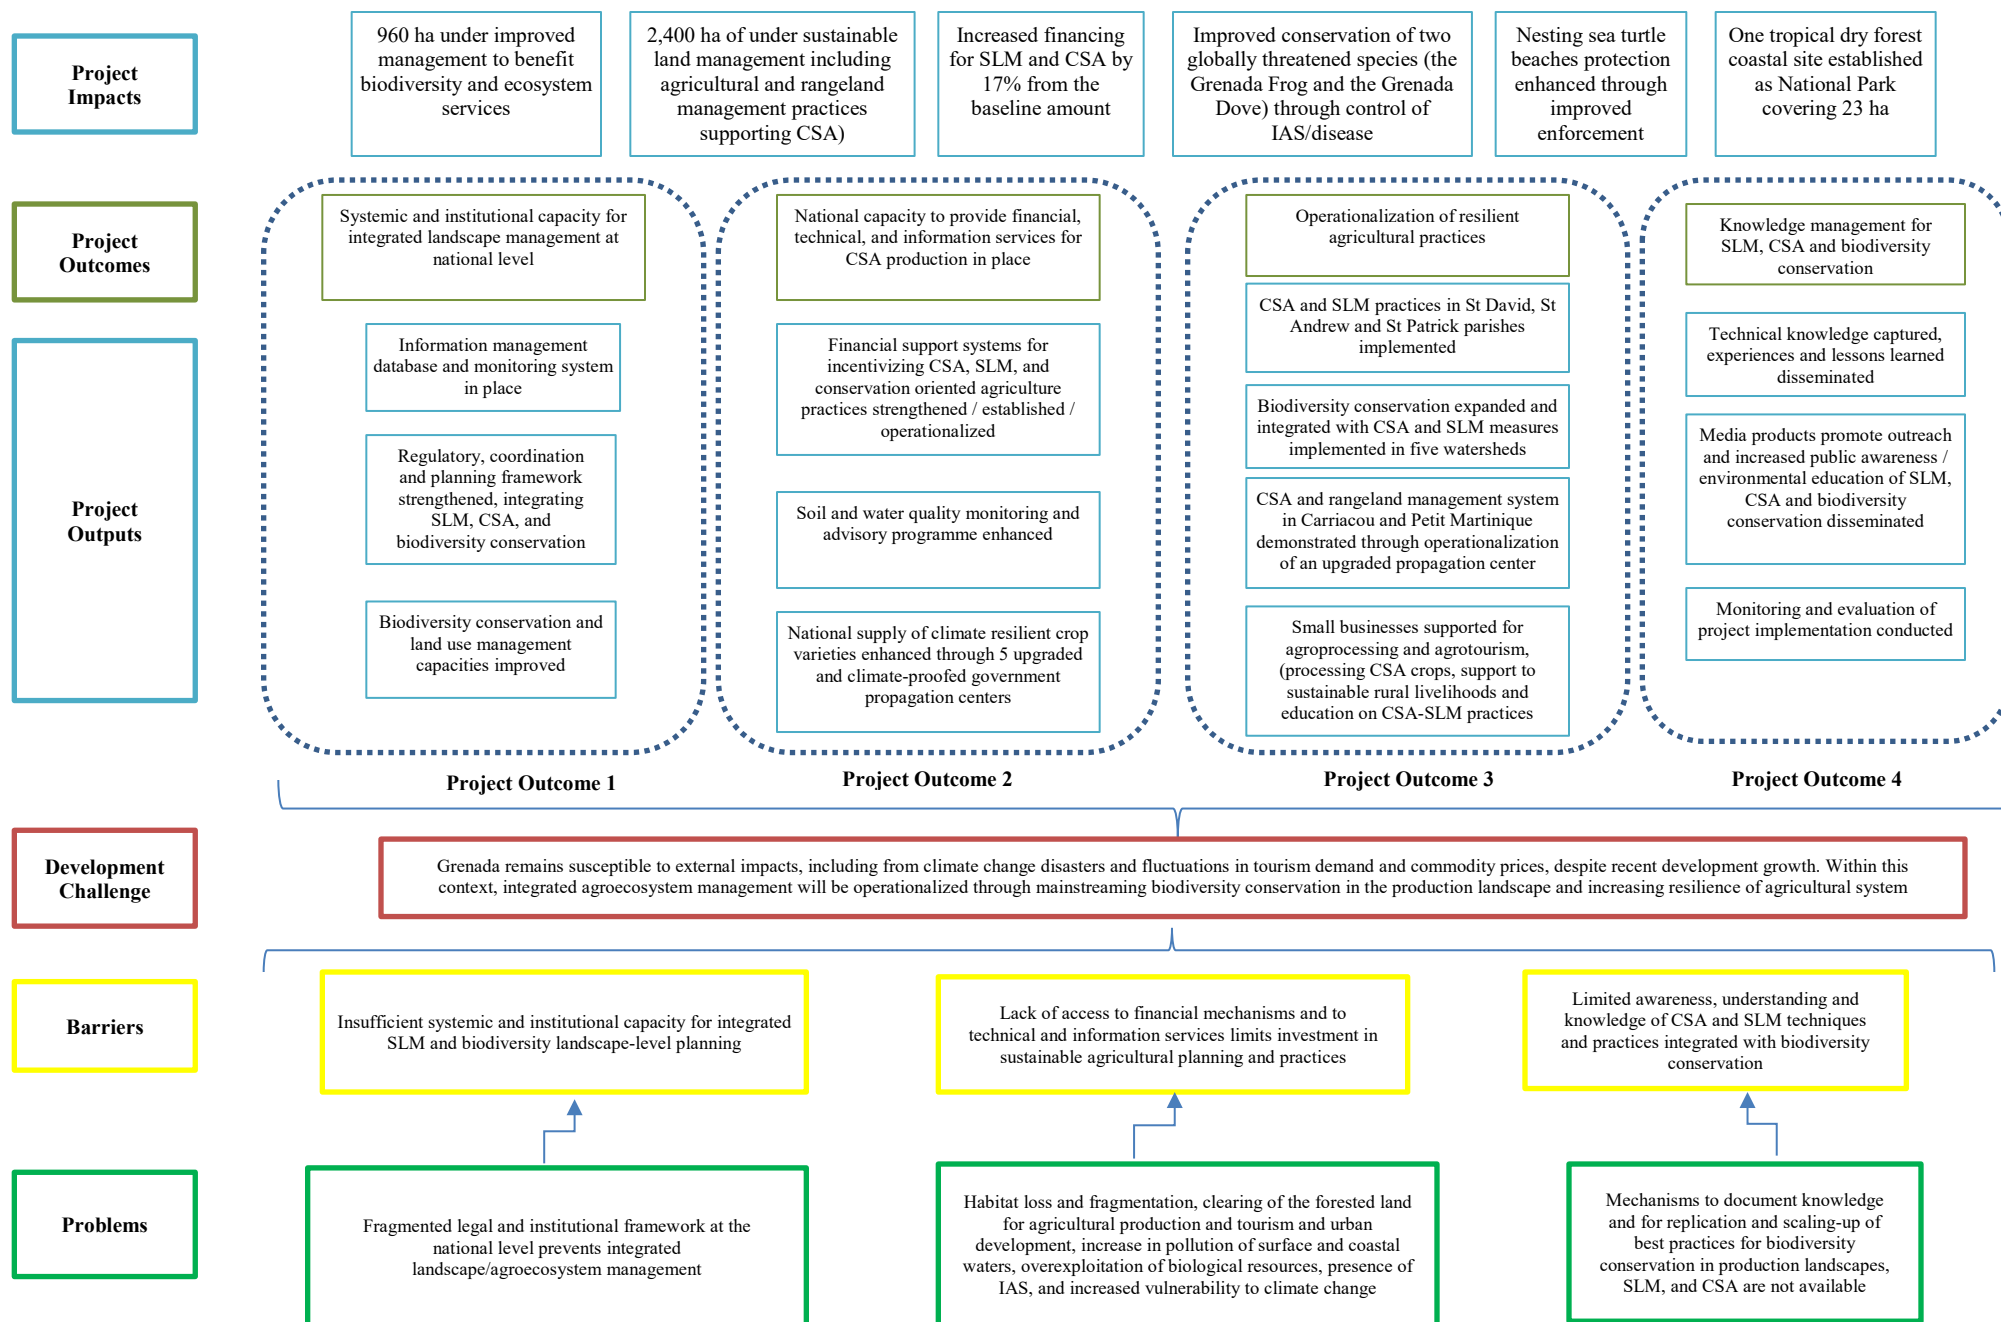 Project
Impacts
960 ha under improved
management to benefit
biodiversity and ecosystem
services
2,400 ha of under sustainable
land management including
agricultural and rangeland
management practices
supporting CSA)
Increased financing
for SLM and CSA by
17% from the
baseline amount
Improved conservation of two
globally threatened species (the
Grenada Frog and the Grenada
Dove) through control of
IAS/disease
Nesting sea turtle
beaches protection
enhanced through
improved
enforcement
One tropical dry forest
coastal site established
as National Park
covering 23 ha
Project
Outcomes
Systemic and institutional capacity for
integrated landscape management at
national level
National capacity to provide financial,
technical, and information services for
CSA production in place
Operationalization of resilient
agricultural practices
Knowledge management for
SLM, CSA and biodiversity
conservation
Project
Outputs
Information management
database and monitoring system
in place
Regulatory, coordination
and planning framework
strengthened, integrating
SLM, CSA, and
biodiversity conservation
Biodiversity conservation and
land use management
capacities improved
Financial support systems for
incentivizing CSA, SLM, and
conservation oriented agriculture
practices strengthened / established /
operationalized
Soil and water quality monitoring and
advisory programme enhanced
National supply of climate resilient crop
varieties enhanced through 5 upgraded
and climate-proofed government
propagation centers
CSA and SLM practices in St David, St
Andrew and St Patrick parishes
implemented
Biodiversity conservation expanded and
integrated with CSA and SLM measures
implemented in five watersheds
CSA and rangeland management system
in Carriacou and Petit Martinique
demonstrated through operationalization
of an upgraded propagation center
Small businesses supported for
agroprocessing and agrotourism,
(processing CSA crops, support to
sustainable rural livelihoods and
education on CSA-SLM practices
Technical knowledge captured,
experiences and lessons learned
disseminated
Media products promote outreach
and increased public awareness /
environmental education of SLM,
CSA and biodiversity
conservation disseminated
Monitoring and evaluation of
project implementation conducted
Project Outcome 1
Project Outcome 2
Project Outcome 3
Project Outcome 4
Development
Challenge
Grenada remains susceptible to external impacts, including from climate change disasters and fluctuations in tourism demand and commodity prices, despite recent development growth. Within this
context, integrated agroecosystem management will be operationalized through mainstreaming biodiversity conservation in the production landscape and increasing resilience of agricultural system
Barriers
Insufficient systemic and institutional capacity for integrated
SLM and biodiversity landscape-level planning
Lack of access to financial mechanisms and to
technical and information services limits investment in
sustainable agricultural planning and practices
Limited awareness, understanding and
knowledge of CSA and SLM techniques
and practices integrated with biodiversity
conservation
Problems
Fragmented legal and institutional framework at the
national level prevents integrated
landscape/agroecosystem management
Habitat loss and fragmentation, clearing of the forested land
for agricultural production and tourism and urban
development, increase in pollution of surface and coastal
waters, overexploitation of biological resources, presence of
IAS, and increased vulnerability to climate change
Mechanisms to document knowledge
and for replication and scaling-up of
best practices for biodiversity
conservation in production landscapes,
SLM, and CSA are not available